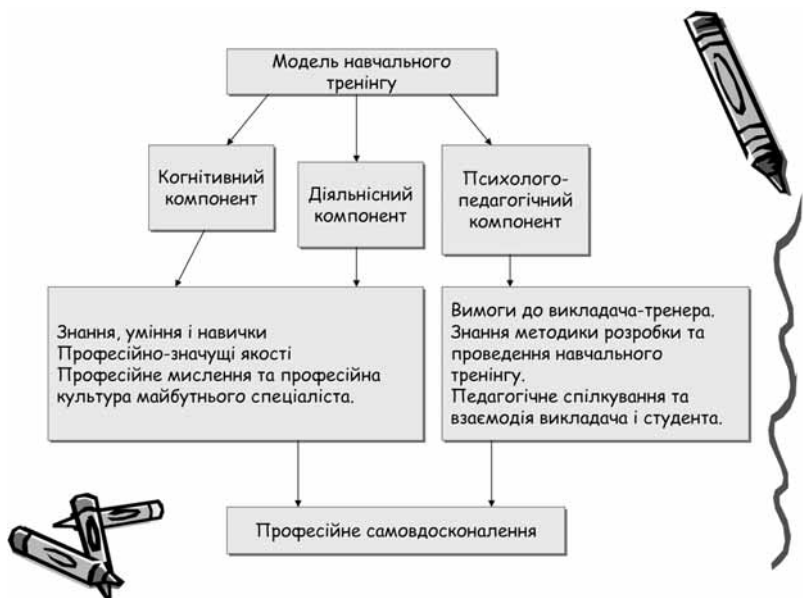 Модель навчального
тренінгу
Когнітивний
компонент
Діяльнісний
компонент
Психолого-
педагогічний
компонент
Знання, уміння і навички
Професійно-значущі якості
Професійне мислення та професійна
культура майбутнього спеціаліста.
Вимоги до викладача-тренера.
Знання методики розробки та
проведення навчального
тренінгу.
Педагогічне спілкування та
взаємодія викладача і студента.
Професійне самовдосконалення